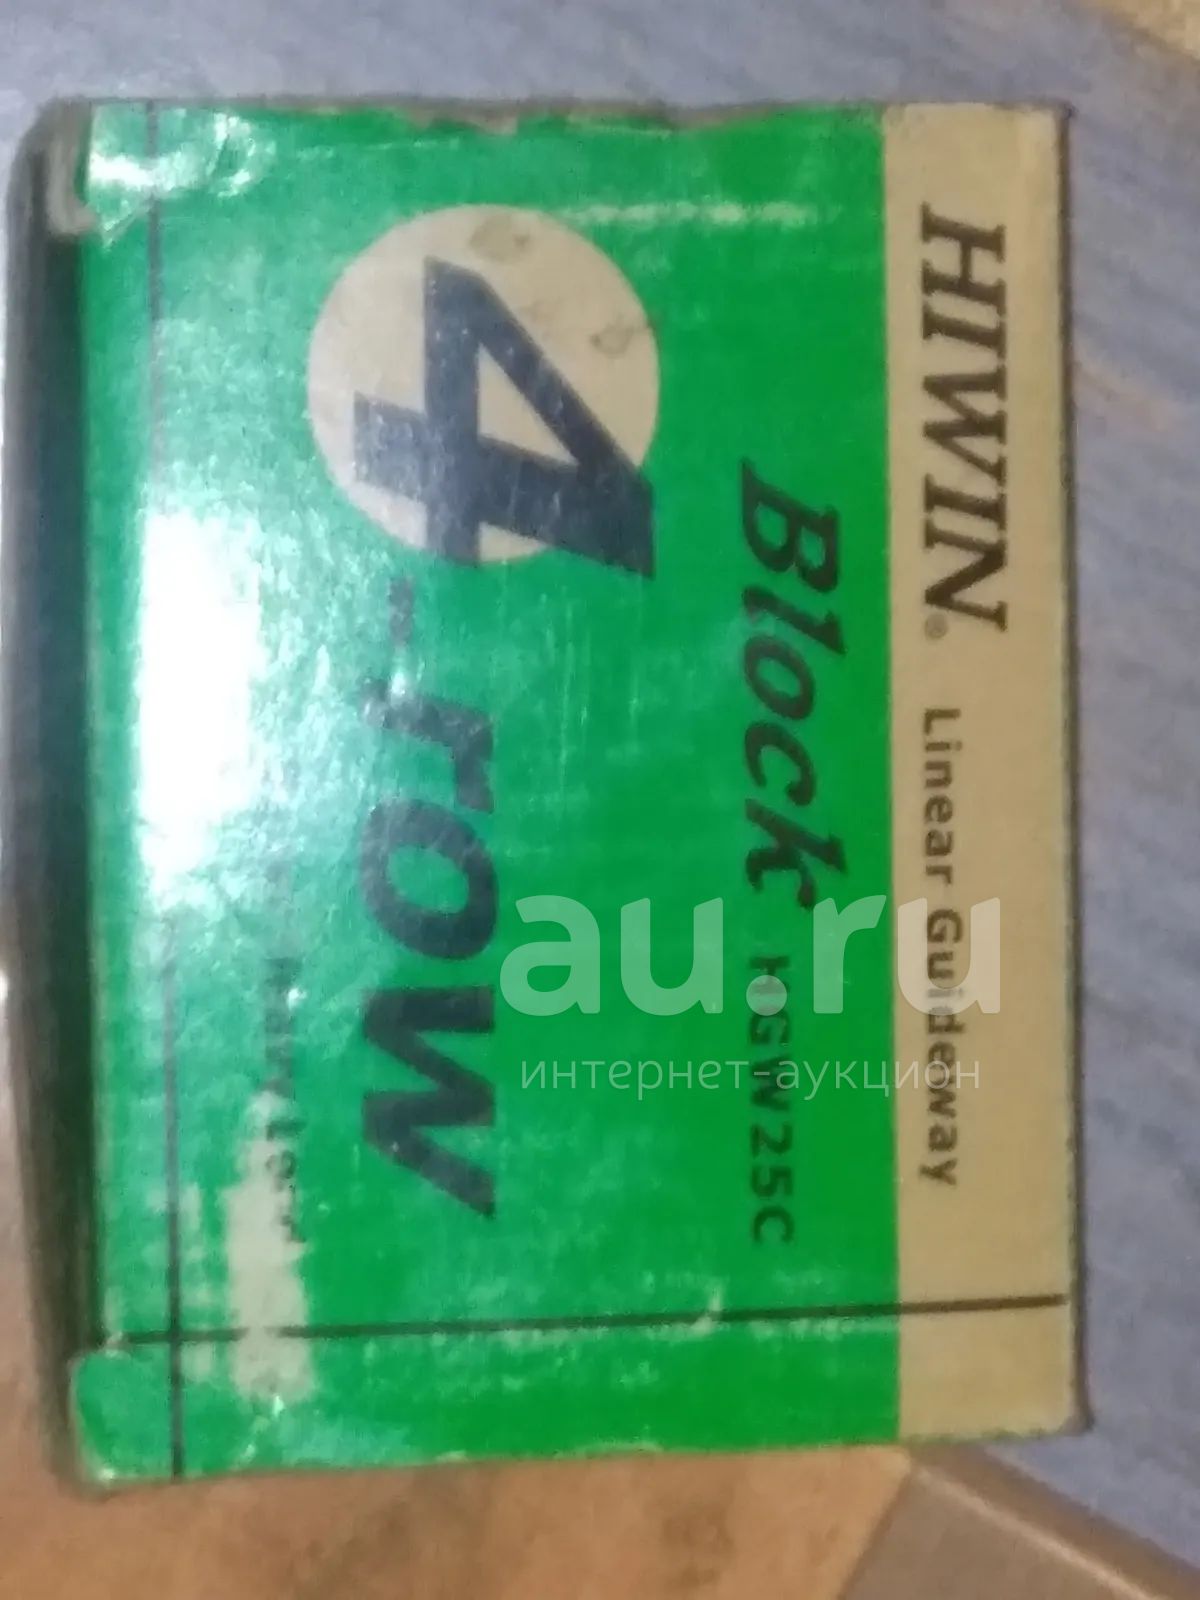 HIWIN® Linear Guideway
Block HGW25C
4-row
au.ru
интернет-аукцион